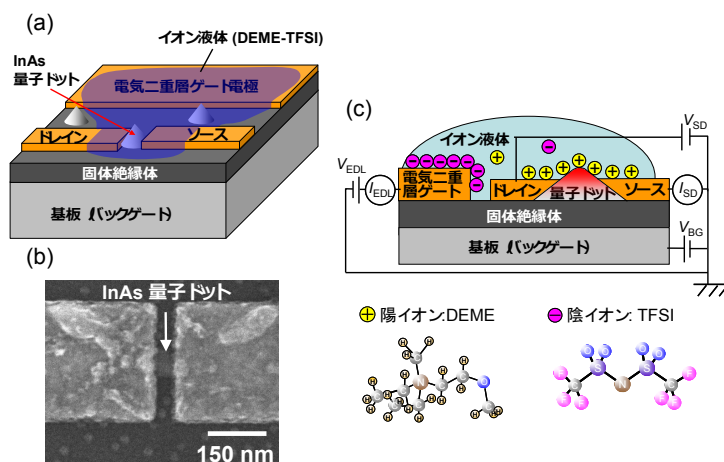 (a)
イオン液体 (DEME-TFSI)
InAs
量子ドット
電気二重層ゲート電極
ドレイン
ソース
固体絶縁体
基板 (バックゲート)
(b)
InAs 量子ドット
150 nm
(c)
V_SD
イオン液体
V_EDL
I_EDL
電気二重
層ゲート
ドレイン
量子ドット
ソース
I_SD
固体絶縁体
基板 (バックゲート)
V_BG
陽イオン:DEME
陰イオン: TFSI